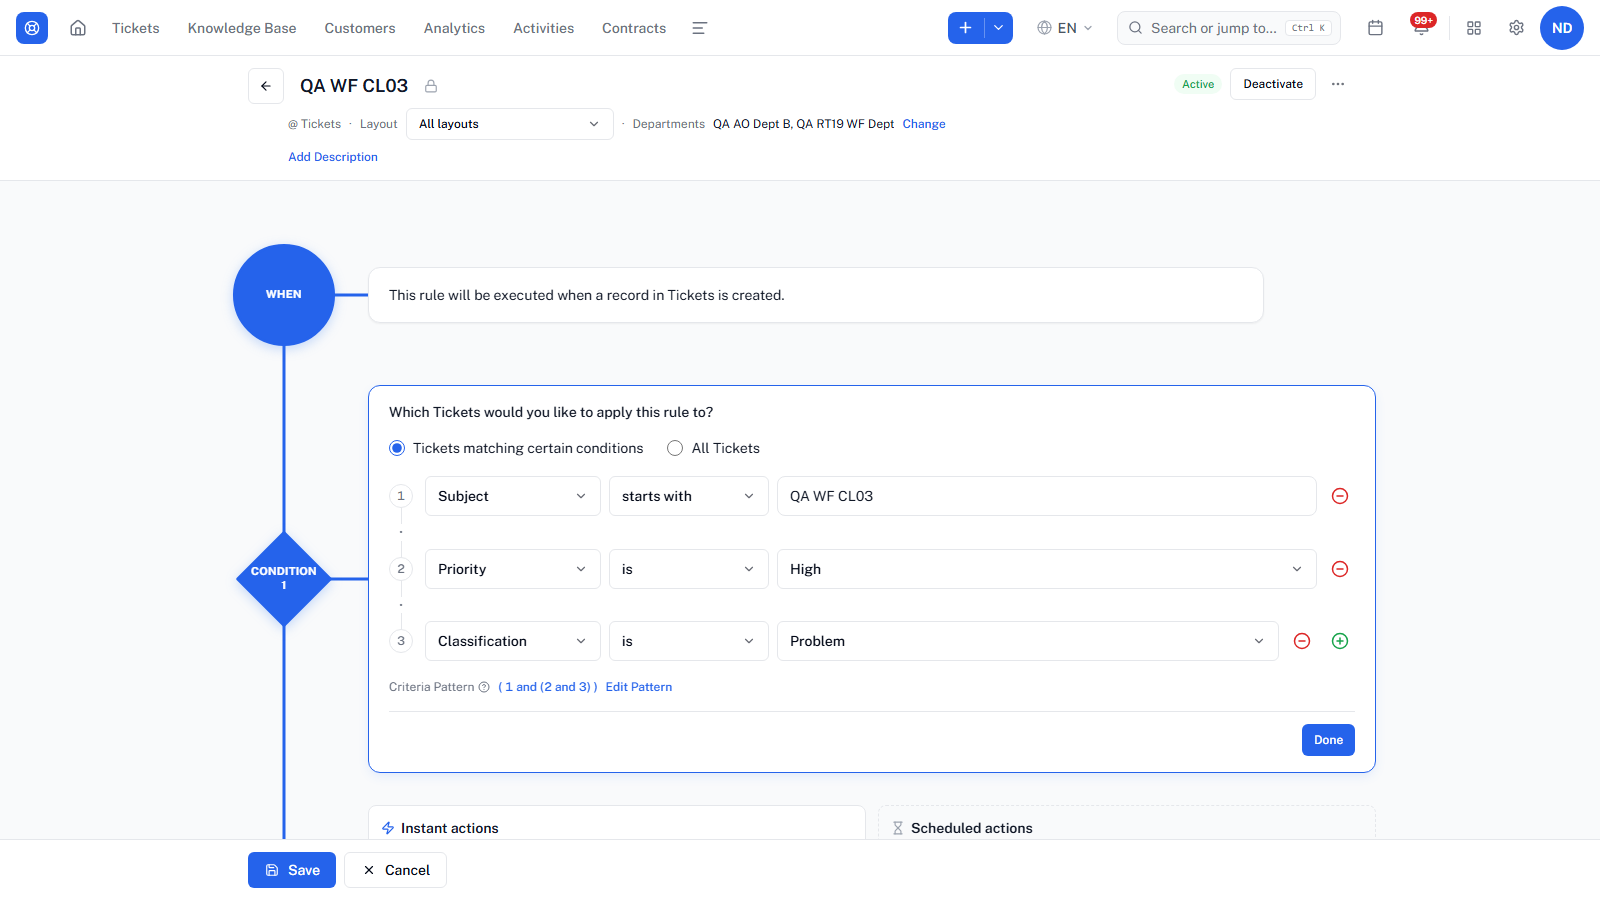 Tickets Knowledge Base Customers Analytics Activities Contracts + EN Search or jump to... Ctrl K 99+ ND
QA WF CL03 Active Deactivate ...
@ Tickets · Layout All layouts · Departments QA AO Dept B, QA RT19 WF Dept Change
Add Description
WHEN This rule will be executed when a record in Tickets is created.
Which Tickets would you like to apply this rule to?
Tickets matching certain conditions All Tickets
1 Subject starts with QA WF CL03
2 Priority is High
CONDITION
1
3 Classification is Problem
Criteria Pattern ( 1 and (2 and 3) ) Edit Pattern
Done
Instant actions Scheduled actions
Save Cancel